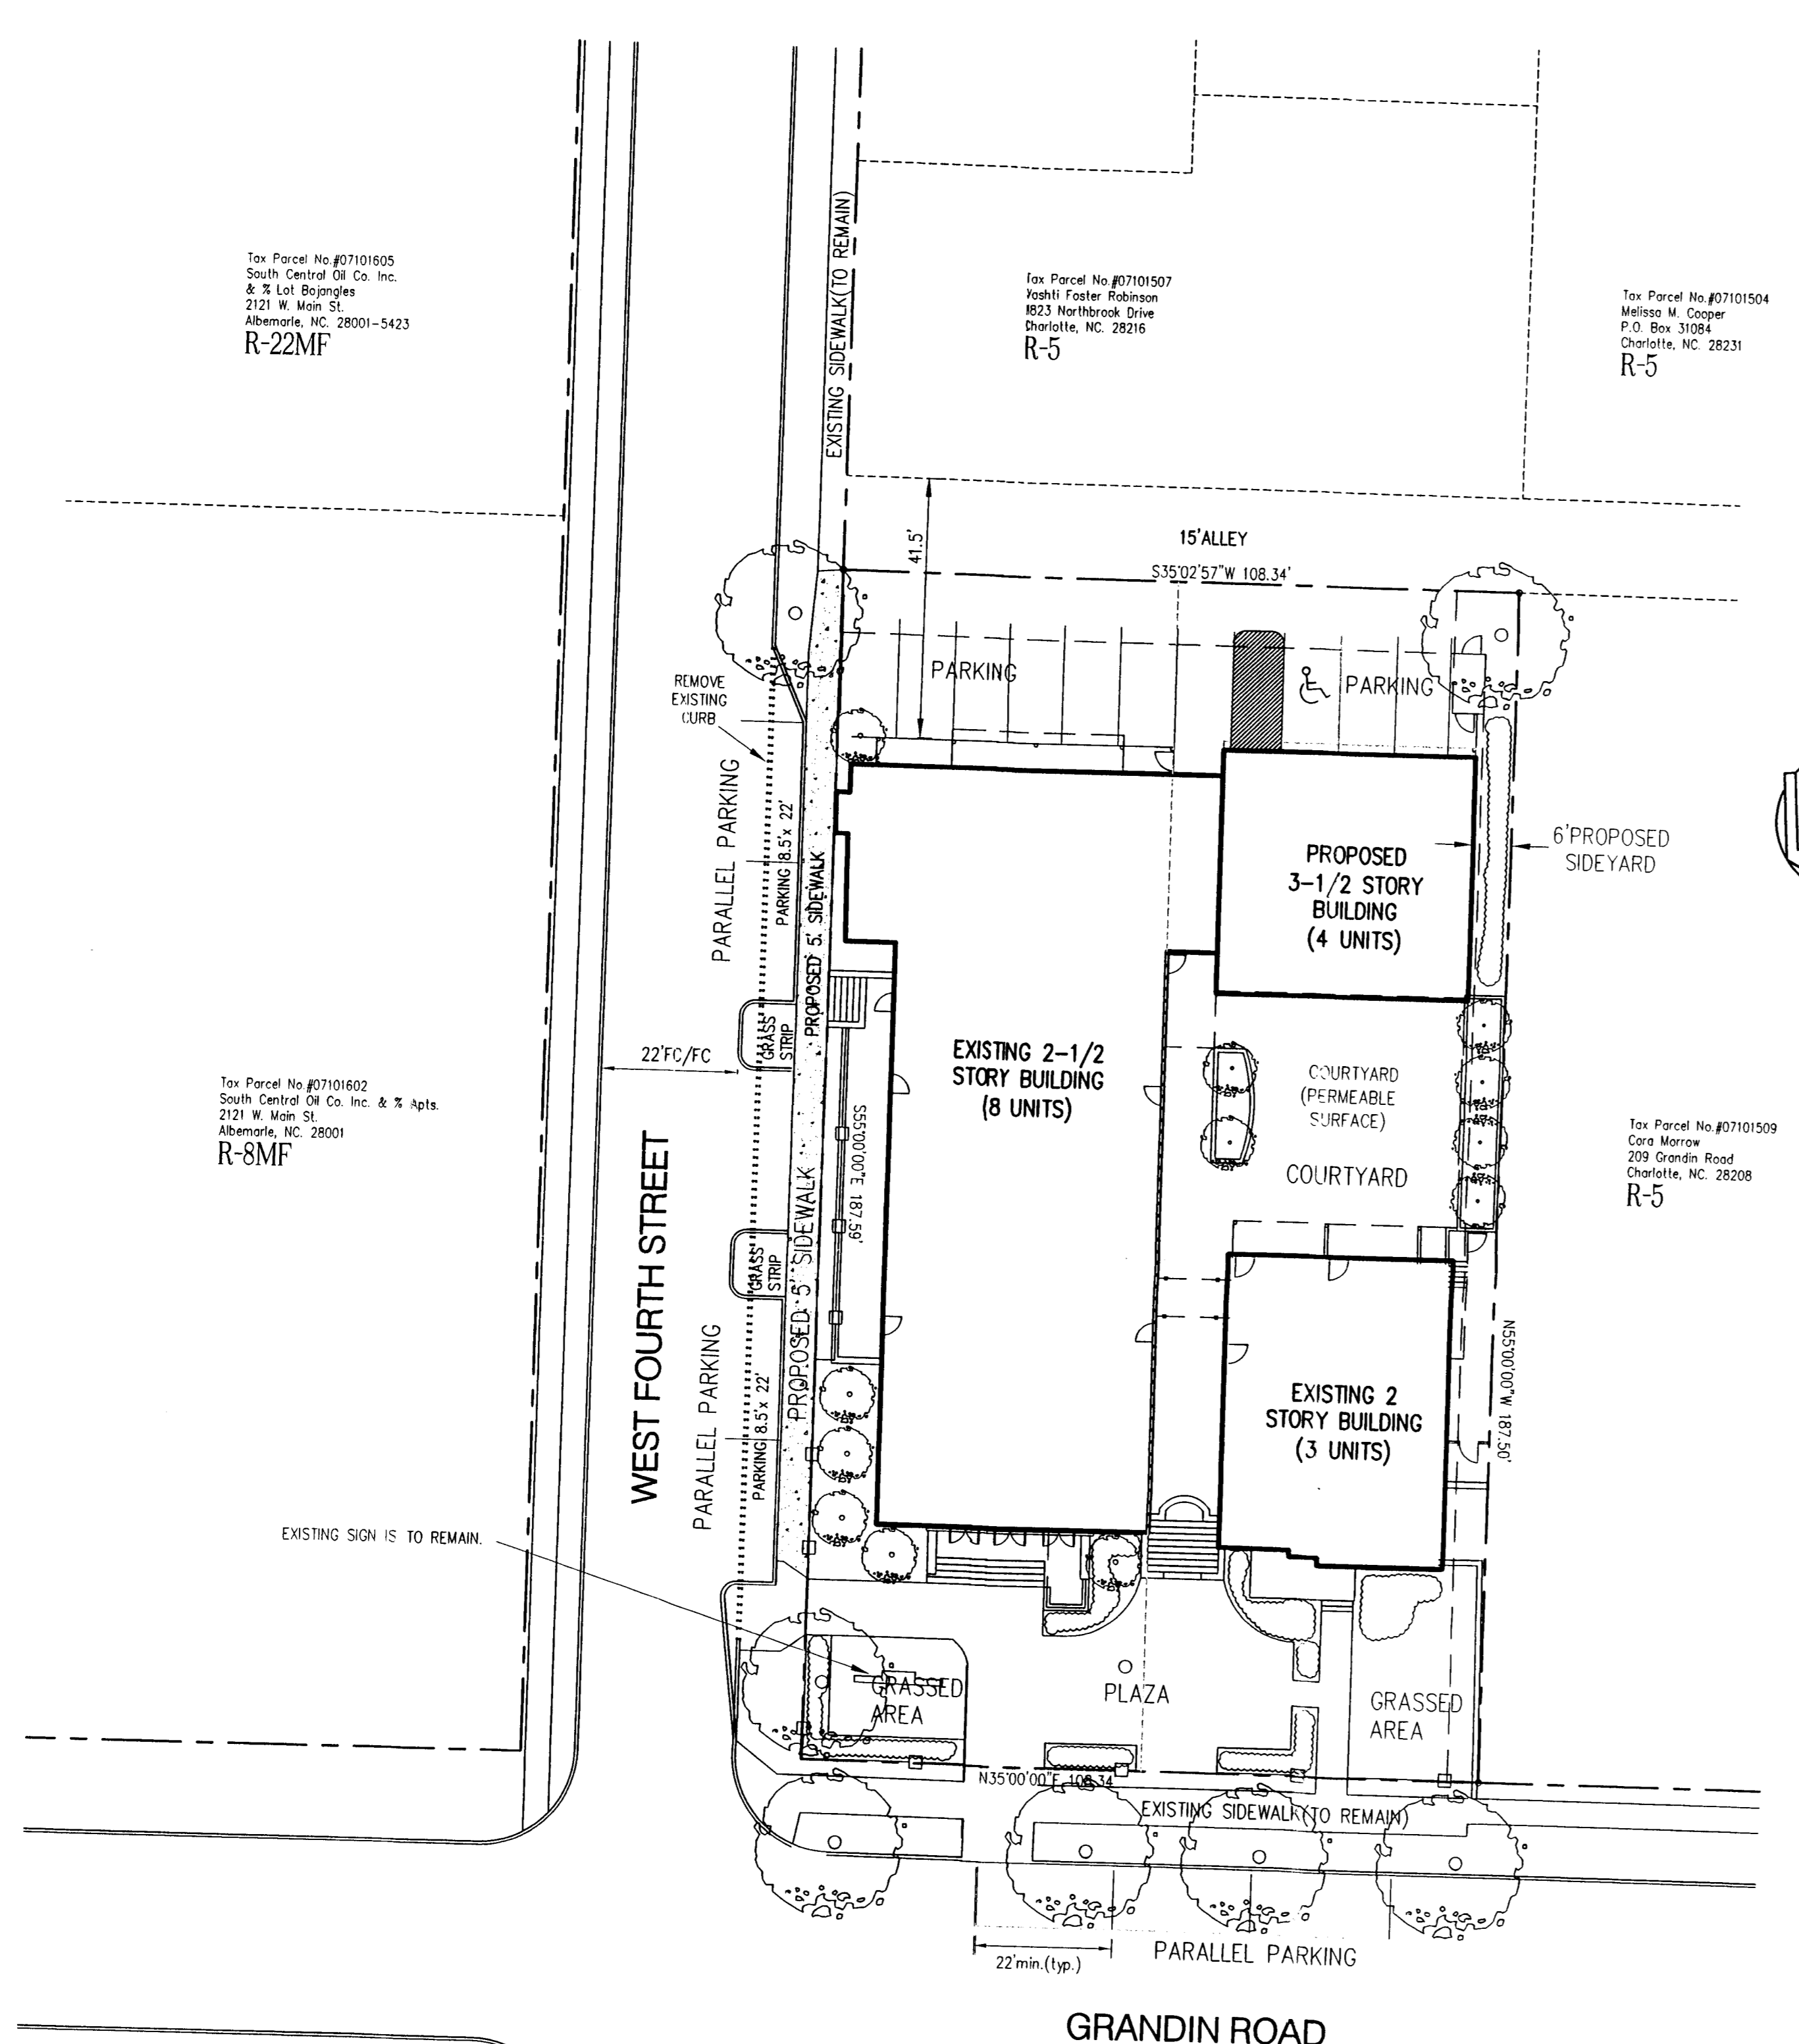 Tax Parcel No.#07101605
South Central Oil Co. Inc.
& % Lot Bojangles
2121 W. Main St.
Albemarle, NC. 28001-5423
R-22MF
EXISTING SIDEWALK(TO REMAIN)
Tax Parcel No.#07101507
Vashti Foster Robinson
1823 Northbrook Drive
Charlotte, NC. 28216
R-5
Tax Parcel No.#07101504
Melissa M. Cooper
P.O. Box 31084
Charlotte, NC. 28231
R-5
41.5'
15'ALLEY
S35°02'57"W 108.34'
REMOVE
EXISTING
CURB
PARKING
PARKING
PARALLEL PARKING
PARKING 8.5'x 22'
PROPOSED 5' SIDEWALK
PROPOSED
3-1/2 STORY
BUILDING
(4 UNITS)
6'PROPOSED
SIDEYARD
22'FC/FC
GRASS
STRIP
EXISTING 2-1/2
STORY BUILDING
(8 UNITS)
COURTYARD
(PERMEABLE
SURFACE)
COURTYARD
Tax Parcel No.#07101602
South Central Oil Co. Inc. & % Apts.
2121 W. Main St.
Albemarle, NC. 28001
R-8MF
Tax Parcel No.#07101509
Cora Morrow
209 Grandin Road
Charlotte, NC. 28208
R-5
S55°00'00"E 187.59'
WEST FOURTH STREET
GRASS
STRIP
PROPOSED 5' SIDEWALK
PARALLEL PARKING
PARKING 8.5'x 22'
EXISTING 2
STORY BUILDING
(3 UNITS)
N55°00'00"W 187.50'
EXISTING SIGN IS TO REMAIN.
GRASSED
AREA
PLAZA
GRASSED
AREA
N35°00'00"E 108.34
EXISTING SIDEWALK(TO REMAIN)
22'min.(typ.)
PARALLEL PARKING
GRANDIN ROAD